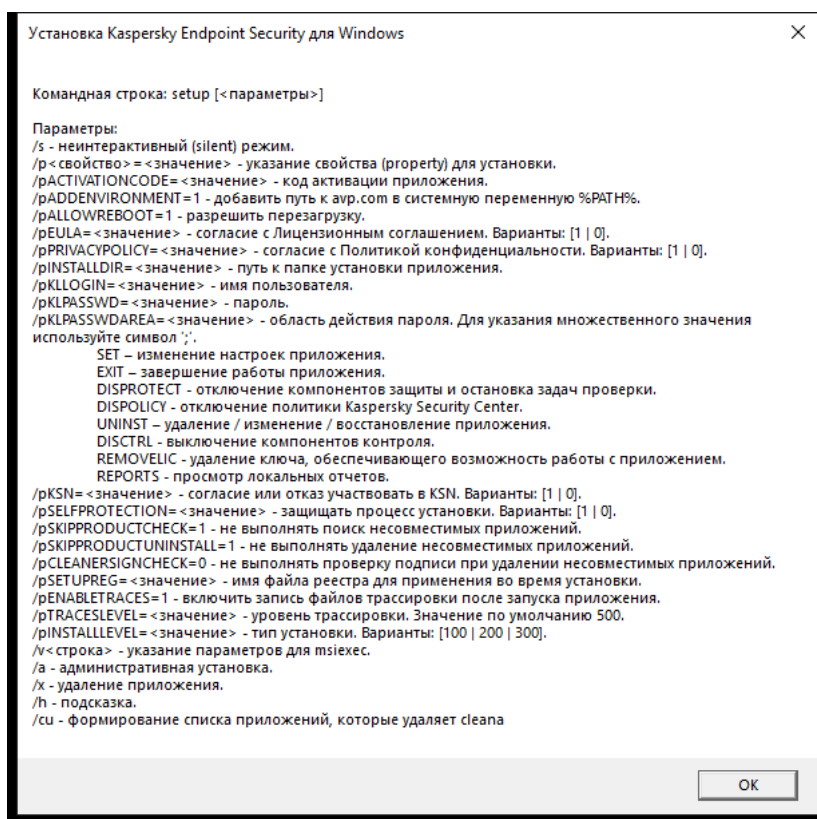 Установка Kaspersky Endpoint Security для Windows
Командная строка: setup [<параметры>]
Параметры:
/s - неинтерактивный (silent) режим.
/p<свойство>=<значение> - указание свойства (property) для установки.
/pACTIVATIONCODE=<значение> - код активации приложения.
/pADDENVIRONMENT=1 - добавить путь к avp.com в системную переменную %PATH%.
/pALLOWREBOOT=1 - разрешить перезагрузку.
/pEULA=<значение> - согласие с Лицензионным соглашением. Варианты: [1 | 0].
/pPRIVACYPOLICY=<значение> - согласие с Политикой конфиденциальности. Варианты: [1 | 0].
/pINSTALLDIR=<значение> - путь к папке установки приложения.
/pKLLOGIN=<значение> - имя пользователя.
/pKLPASSWD=<значение> - пароль.
/pKLPASSWDAREA=<значение> - область действия пароля. Для указания множественного значения
используйте символ ';'.
SET – изменение настроек приложения.
EXIT – завершение работы приложения.
DISPROTECT - отключение компонентов защиты и остановка задач проверки.
DISPOLICY - отключение политики Kaspersky Security Center.
UNINST – удаление / изменение / восстановление приложения.
DISCTRL - выключение компонентов контроля.
REMOVELIC - удаление ключа, обеспечивающего возможность работы с приложением.
REPORTS - просмотр локальных отчетов.
/pKSN=<значение> - согласие или отказ участвовать в KSN. Варианты: [1 | 0].
/pSELFPROTECTION=<значение> - защищать процесс установки. Варианты: [1 | 0].
/pSKIPPRODUCTCHECK=1 - не выполнять поиск несовместимых приложений.
/pSKIPPRODUCTUNINSTALL=1 - не выполнять удаление несовместимых приложений.
/pCLEANERSIGNCHECK=0 - не выполнять проверку подписи при удалении несовместимых приложений.
/pSETUPREG=<значение> - имя файла реестра для применения во время установки.
/pENABLETRACES=1 - включить запись файлов трассировки после запуска приложения.
/pTRACESLEVEL=<значение> - уровень трассировки. Значение по умолчанию 500.
/pINSTALLLEVEL=<значение> - тип установки. Варианты: [100 | 200 | 300].
/v<строка> - указание параметров для msiexec.
/a - административная установка.
/x - удаление приложения.
/h - подсказка.
/cu - формирование списка приложений, которые удаляет cleana
OK